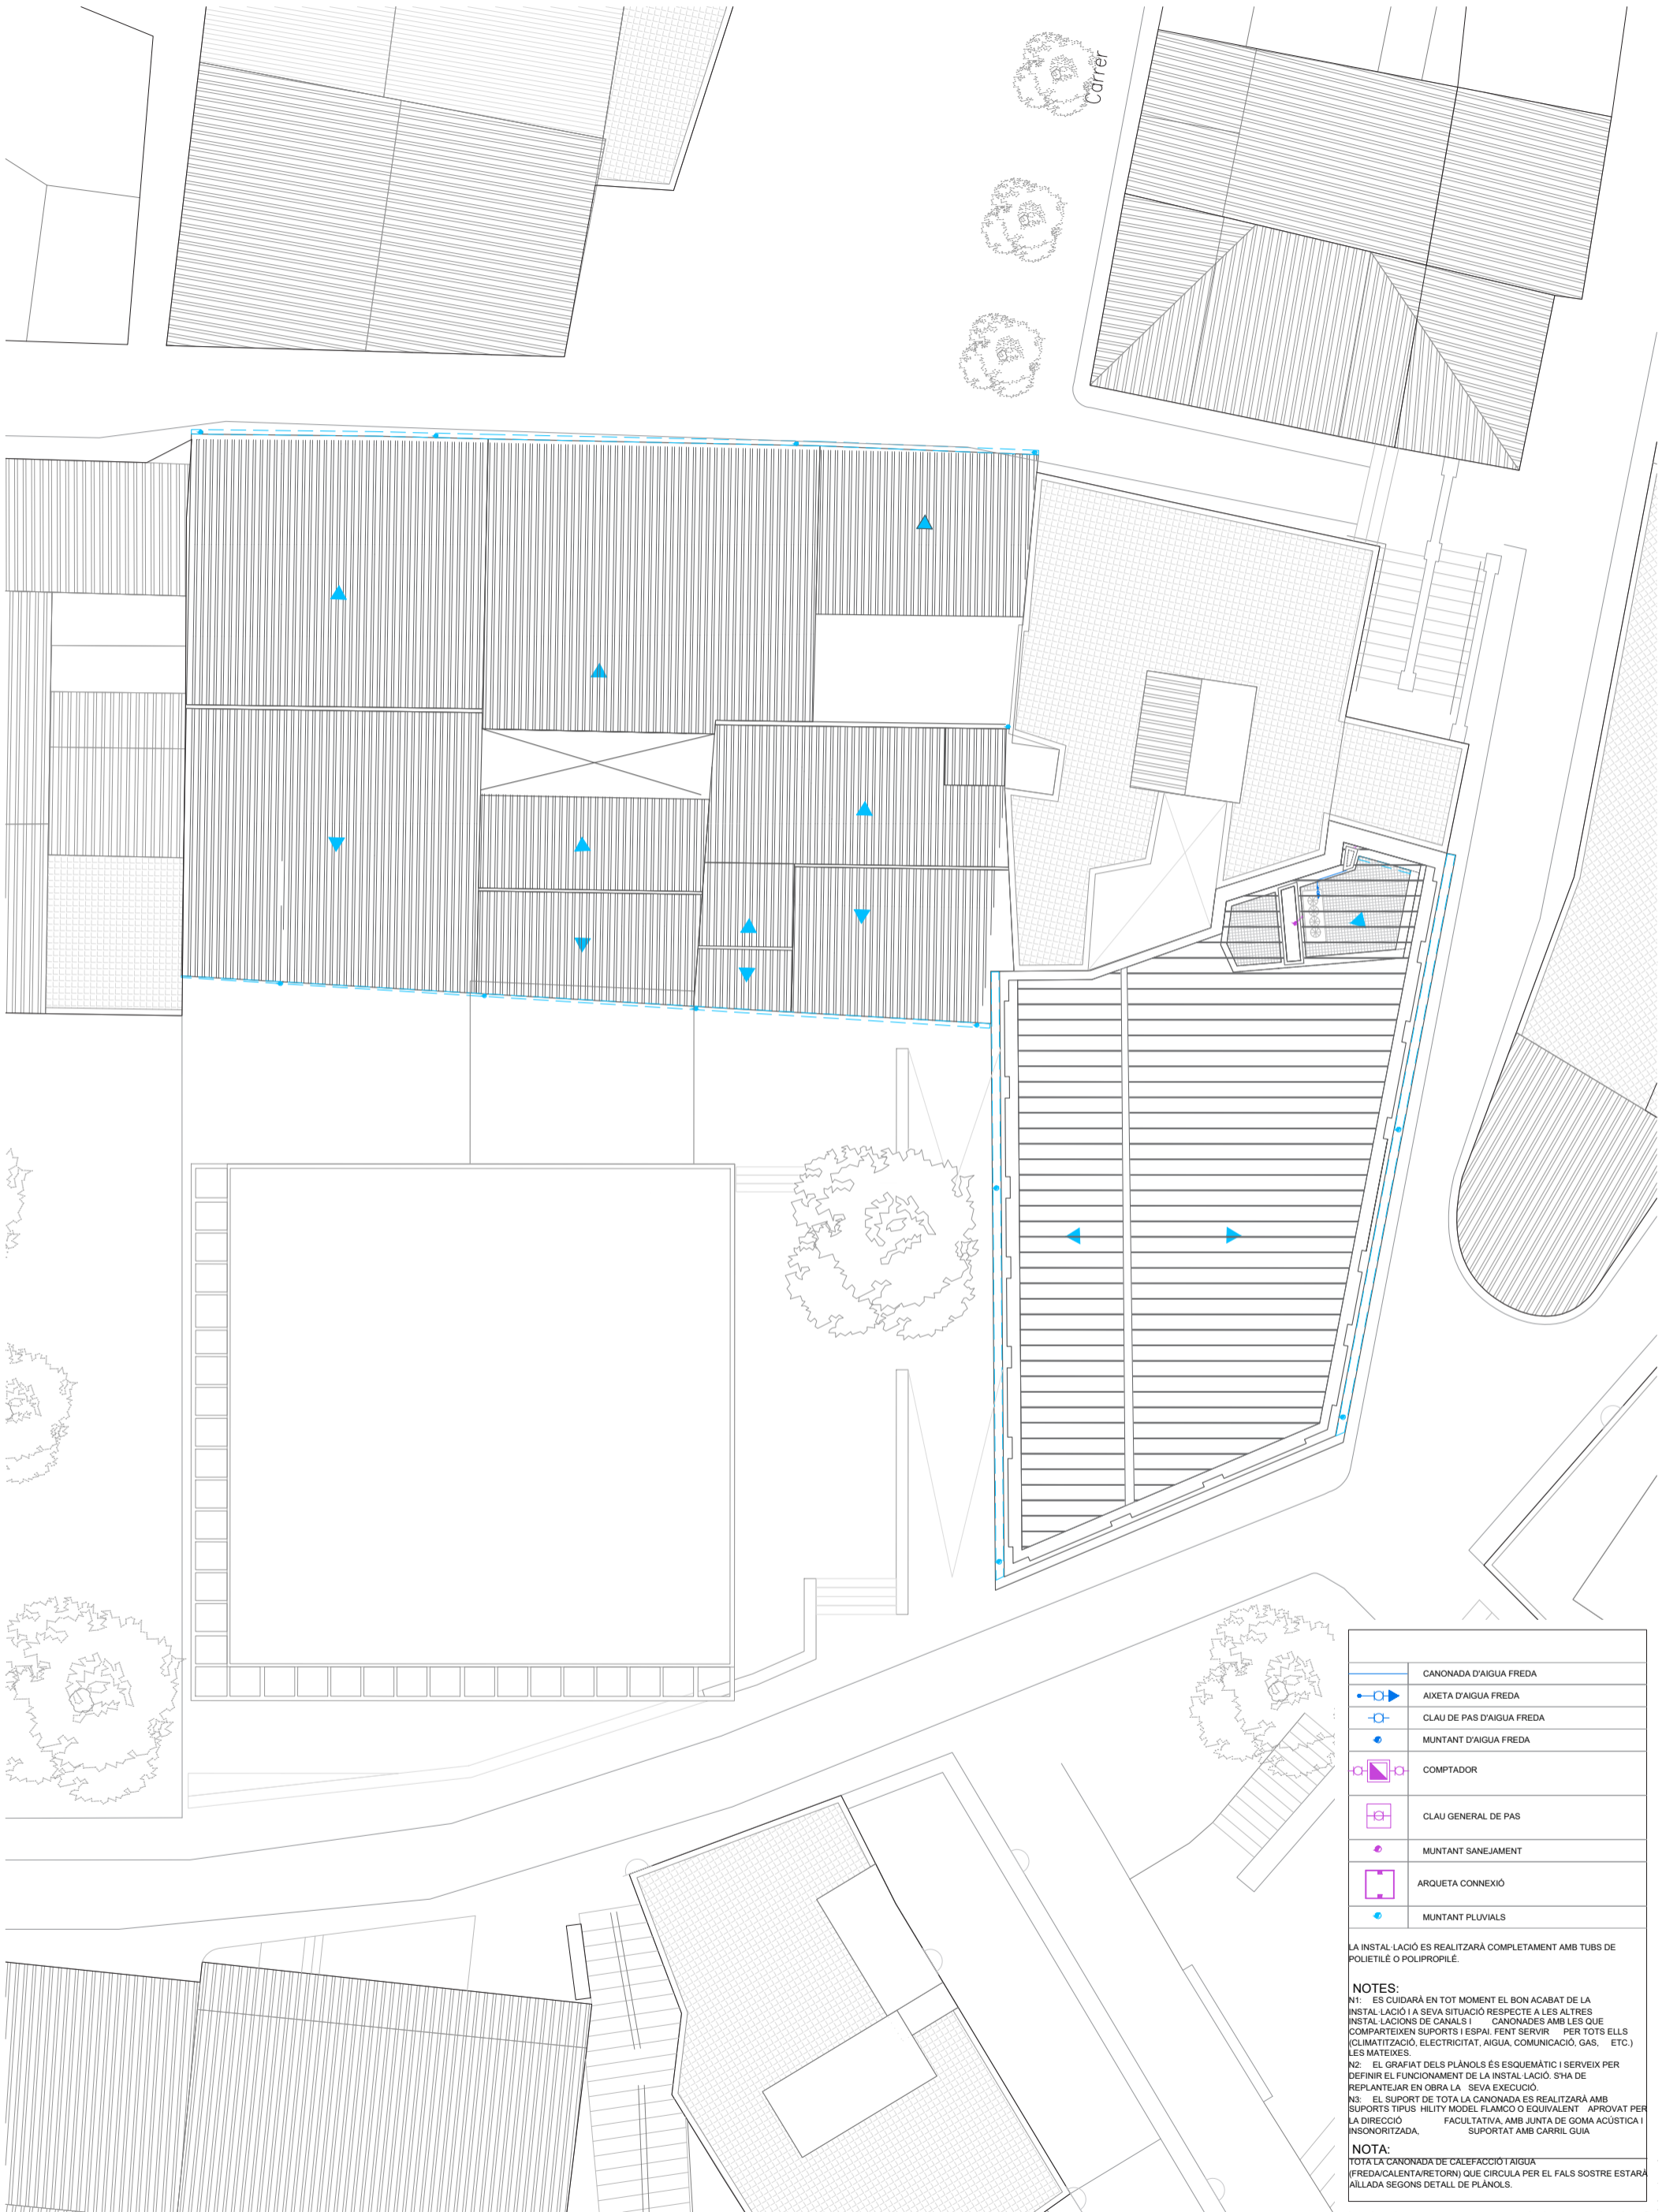 Carrer
CANONADA D'AIGUA FREDA
AIXETA D'AIGUA FREDA
CLAU DE PAS D'AIGUA FREDA
MUNTANT D'AIGUA FREDA
COMPTADOR
CLAU GENERAL DE PAS
MUNTANT SANEJAMENT
ARQUETA CONNEXIÓ
MUNTANT PLUVIALS
LA INSTAL·LACIÓ ES REALITZARÀ COMPLETAMENT AMB TUBS DE
POLIETILÈ O POLIPROPILÈ.
NOTES:
N1: ES CUIDARÀ EN TOT MOMENT EL BON ACABAT DE LA
INSTAL·LACIÓ I A SEVA SITUACIÓ RESPECTE A LES ALTRES
INSTAL·LACIONS DE CANALS I CANONADES AMB LES QUE
COMPARTEIXEN SUPORTS I ESPAI. FENT SERVIR PER TOTS ELLS
(CLIMATITZACIÓ, ELECTRICITAT, AIGUA, COMUNICACIÓ, GAS, ETC.)
LES MATEIXES.
N2: EL GRAFIAT DELS PLÀNOLS ÉS ESQUEMÀTIC I SERVEIX PER
DEFINIR EL FUNCIONAMENT DE LA INSTAL·LACIÓ. S'HA DE
REPLANTEJAR EN OBRA LA SEVA EXECUCIÓ.
N3: EL SUPORT DE TOTA LA CANONADA ES REALITZARÀ AMB
SUPORTS TIPUS HILITY MODEL FLAMCO O EQUIVALENT APROVAT PER
LA DIRECCIÓ FACULTATIVA, AMB JUNTA DE GOMA ACÚSTICA I
INSONORITZADA, SUPORTAT AMB CARRIL GUIA
NOTA:
TOTA LA CANONADA DE CALEFACCIÓ I AIGUA
(FREDA/CALENTA/RETORN) QUE CIRCULA PER EL FALS SOSTRE ESTARÀ
AÏLLADA SEGONS DETALL DE PLÀNOLS.